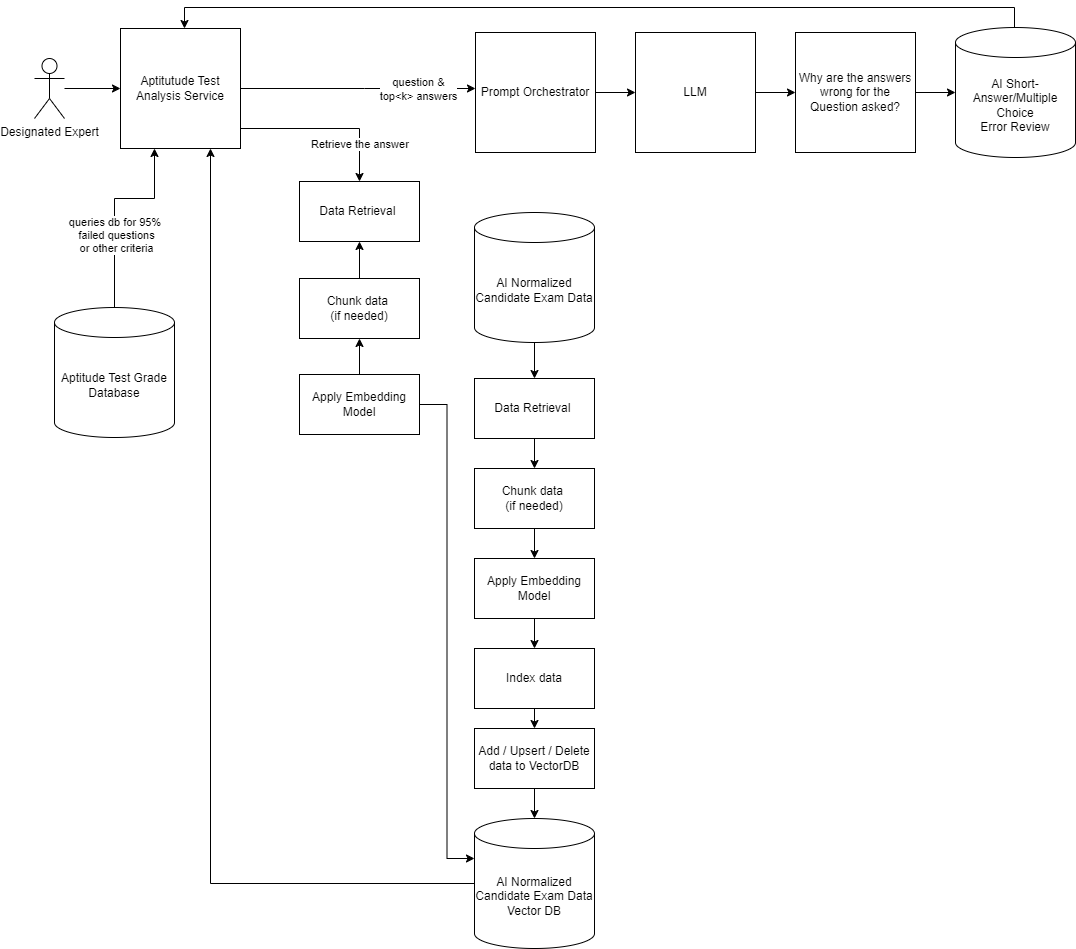 Designated Expert
Aptitutude Test
Analysis Service
question &
top<k> answers
Prompt Orchestrator
LLM
Why are the answers
wrong for the
Question asked?
AI Short-
Answer/Multiple
Choice
Error Review
Retrieve the answer
Data Retrieval
Chunk data
(if needed)
Apply Embedding
Model
queries db for 95%
failed questions
or other criteria
Aptitude Test Grade
Database
AI Normalized
Candidate Exam Data
Data Retrieval
Chunk data
(if needed)
Apply Embedding
Model
Index data
Add / Upsert / Delete
data to VectorDB
AI Normalized
Candidate Exam Data
Vector DB